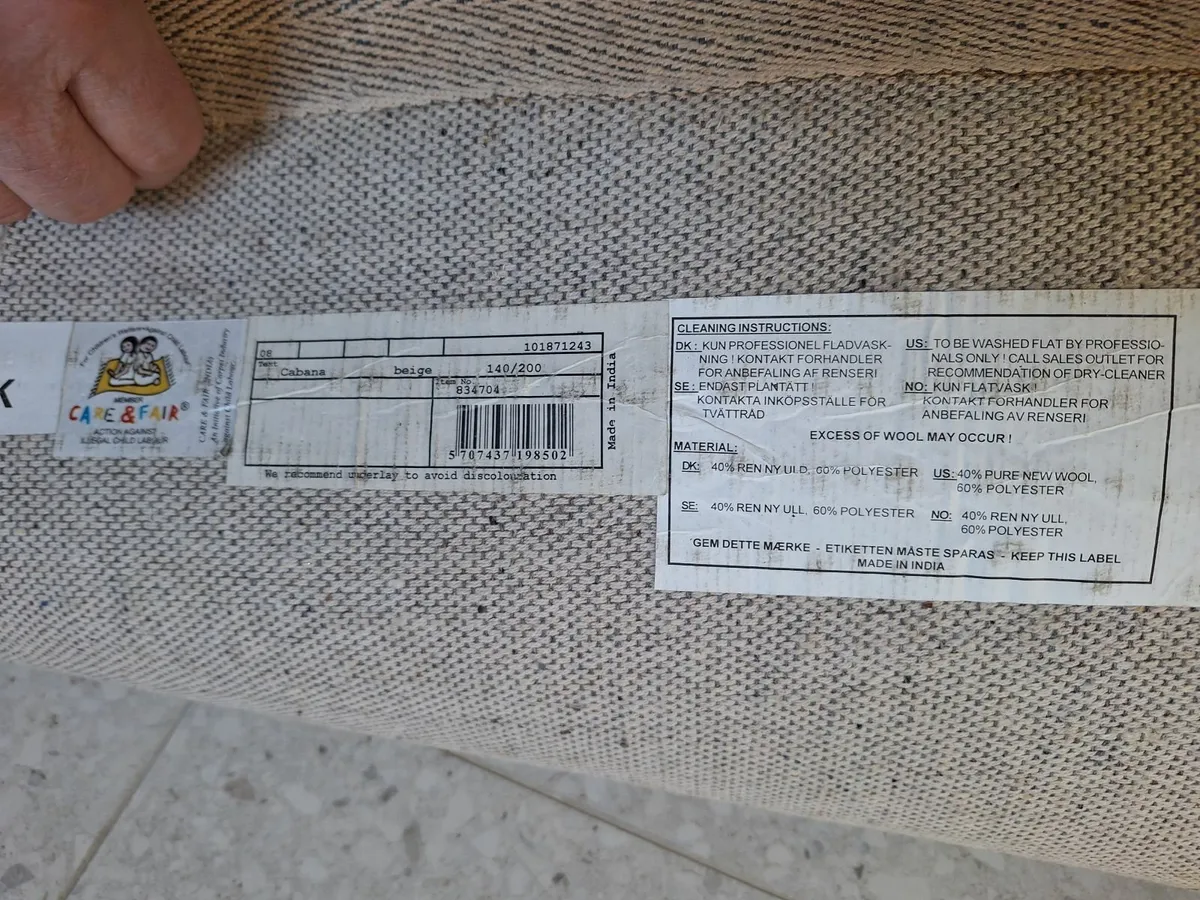 K
MEMBER
CARE & FAIR®
ACTION AGAINST
ILLEGAL CHILD LABOUR
08
101871243
Text
Cabana beige 140/200
Item No.
834704
5 707437 198502
We recommend underlay to avoid discolouration
Made in India
CLEANING INSTRUCTIONS:
DK: KUN PROFESSIONEL FLADVASK-
NING ! KONTAKT FORHANDLER
FOR ANBEFALING AF RENSERI
SE: ENDAST PLANTÄTT !
KONTAKTA INKÖPSSTÄLLE FÖR
TVÄTTRÅD
US: TO BE WASHED FLAT BY PROFESSIO-
NALS ONLY ! CALL SALES OUTLET FOR
RECOMMENDATION OF DRY-CLEANER
NO: KUN FLATVASK !
KONTAKT FORHANDLER FOR
ANBEFALING AV RENSERI
EXCESS OF WOOL MAY OCCUR !
MATERIAL:
DK: 40% REN NY ULD, 60% POLYESTER
US: 40% PURE NEW WOOL,
60% POLYESTER
SE: 40% REN NY ULL, 60% POLYESTER
NO: 40% REN NY ULL,
60% POLYESTER
GEM DETTE MÆRKE - ETIKETTEN MÅSTE SPARAS - KEEP THIS LABEL
MADE IN INDIA